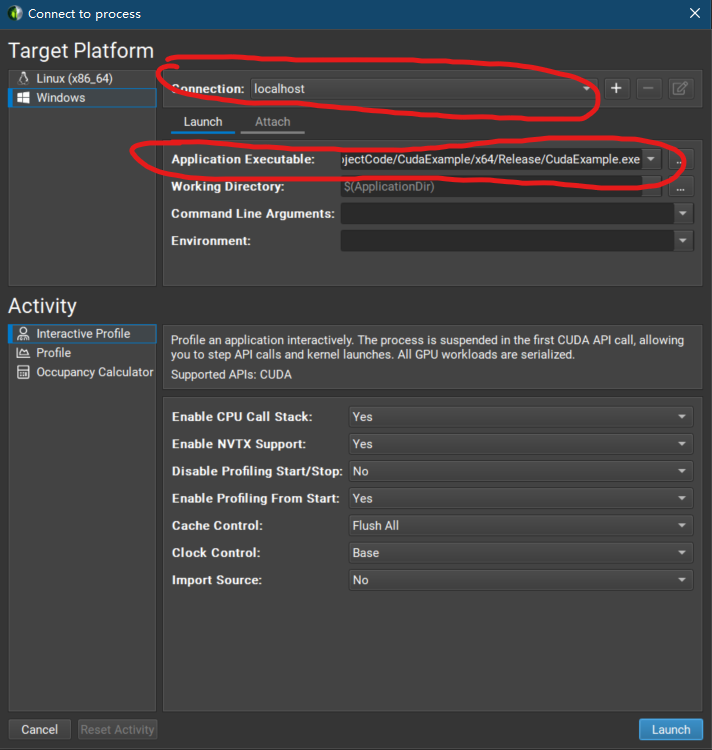 Connect to process
Target Platform
Linux (x86_64)
Windows
Connection: localhost
Launch Attach
Application Executable: ojectCode/CudaExample/x64/Release/CudaExample.exe ...
Working Directory: $(ApplicationDir) ...
Command Line Arguments:
Environment:
Activity
Interactive Profile
Profile
Occupancy Calculator
Profile an application interactively. The process is suspended in the first CUDA API call, allowing
you to step API calls and kernel launches. All GPU workloads are serialized.
Supported APIs: CUDA
Enable CPU Call Stack: Yes
Enable NVTX Support: Yes
Disable Profiling Start/Stop: No
Enable Profiling From Start: Yes
Cache Control: Flush All
Clock Control: Base
Import Source: No
Cancel Reset Activity Launch